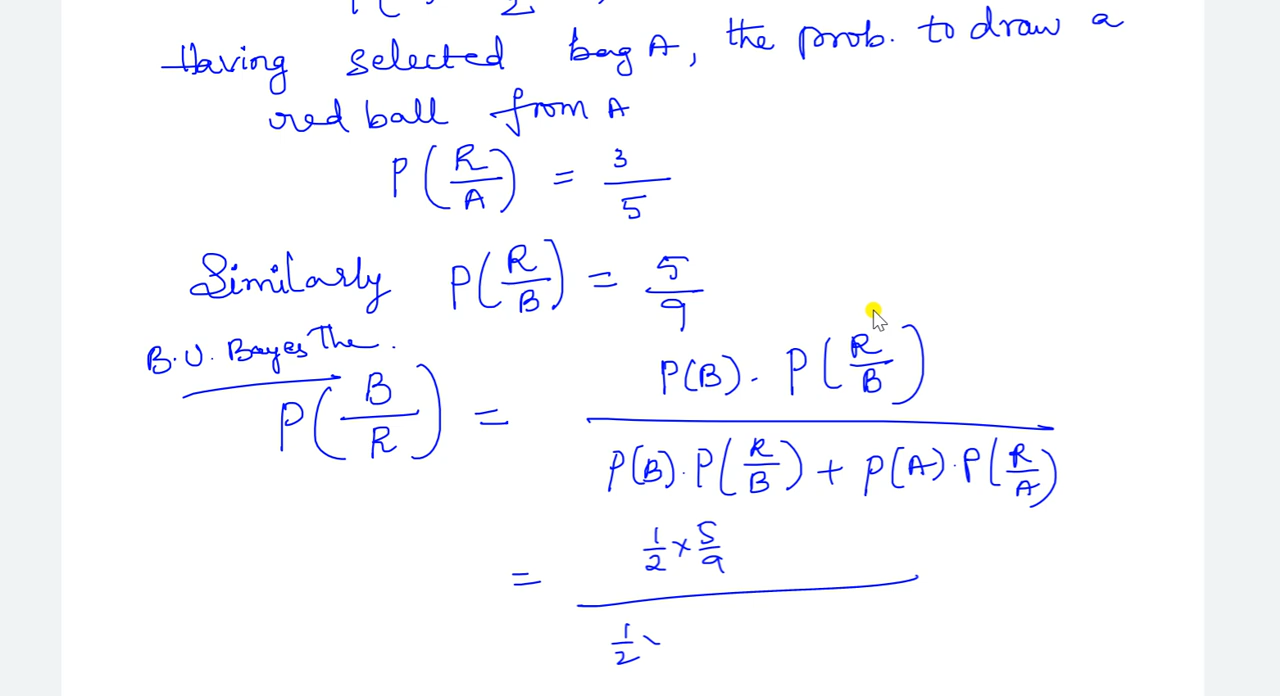 Having selected bag A, the prob. to draw a
red ball from A
P(R/A) = 3/5
Similarly P(R/B) = 5/9
B.U. Bayes The.
P(B/R) = P(B). P(R/B) / P(B).P(R/B) + P(A).P(R/A)
= 1/2 × 5/9 / 1/2